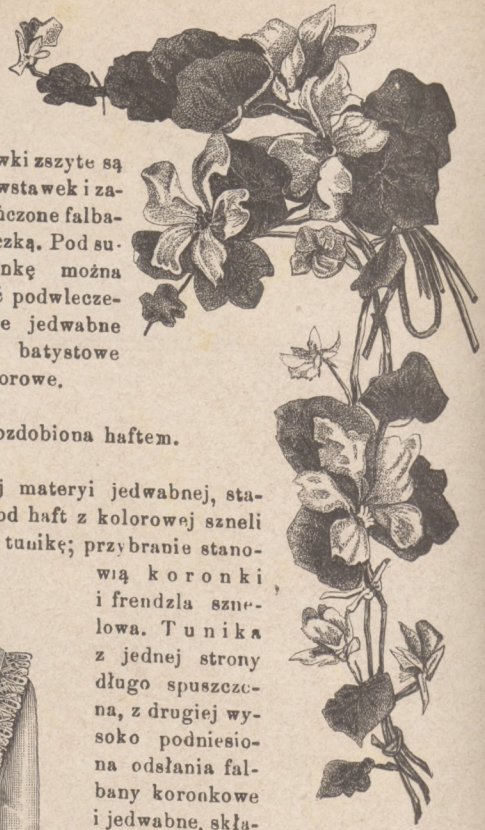 wki zszyte są
wstawek i za-
czone falba-
czką. Pod su-
nkę można
podwlecze-
e jedwabne
batystowe
orowe.
ozdobiona haftem.
j materyi jedwabnej, sta-
od haft z kolorowej szneli
tunikę; przybranie stano-
wią koronki
i frendzla szne-
lowa. Tunika
z jednej strony
długo spuszczo-
na, z drugiej wy-
soko podniesio-
na odsłania fal-
bany koronkowe
i jedwabne, skła-